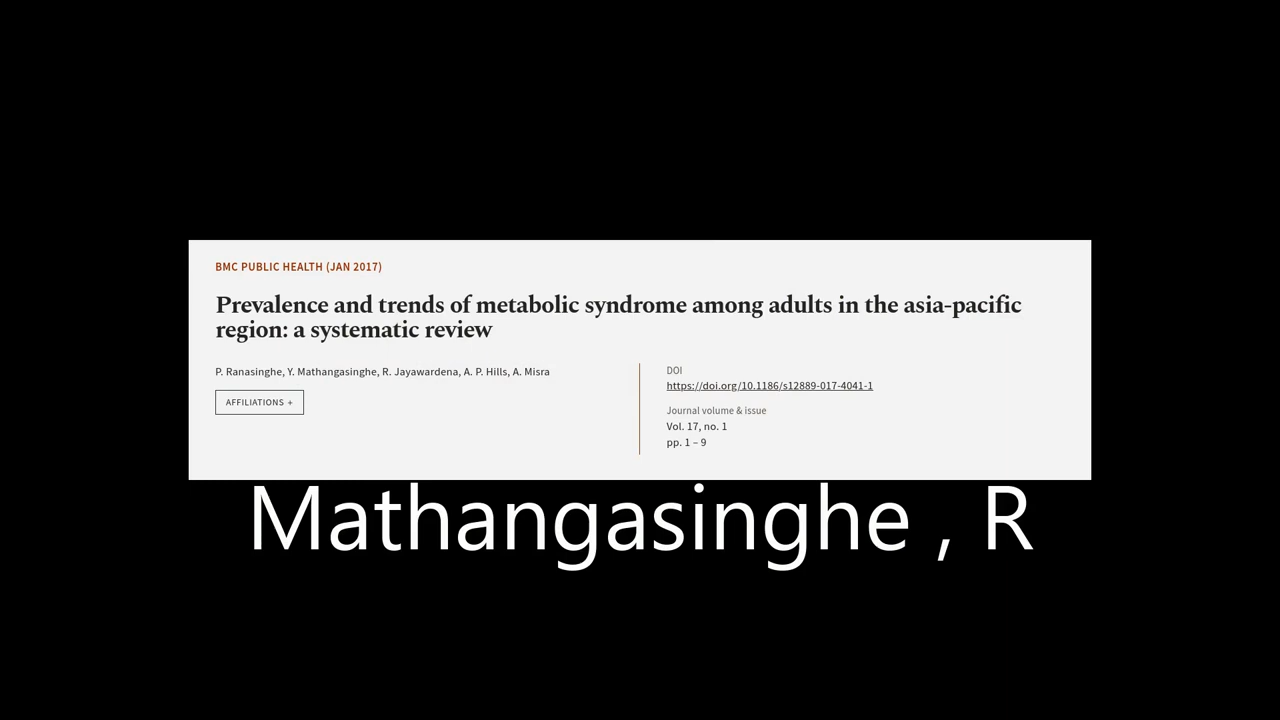 BMC PUBLIC HEALTH (JAN 2017)
Prevalence and trends of metabolic syndrome among adults in the asia-pacific
region: a systematic review
P. Ranasinghe, Y. Mathangasinghe, R. Jayawardena, A. P. Hills, A. Misra
AFFILIATIONS +
DOI
https://doi.org/10.1186/s12889-017-4041-1
Journal volume & issue
Vol. 17, no. 1
pp. 1 – 9
Mathangasinghe , R